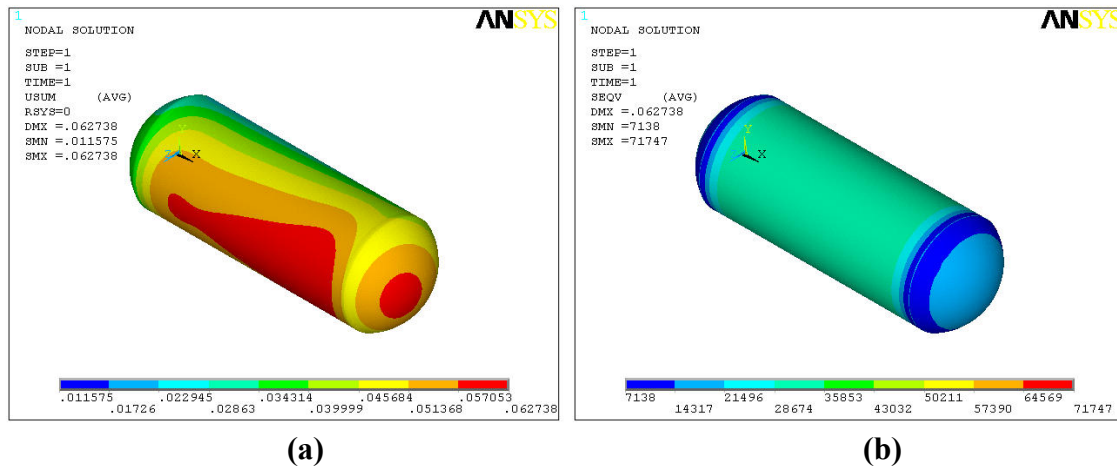 1
ANSYS
NODAL SOLUTION
STEP=1
SUB =1
TIME=1
USUM (AVG)
RSYS=0
DMX =.062738
SMN =.011575
SMX =.062738
Y
Z X
.011575 .022945 .034314 .045684 .057053
.01726 .02863 .039999 .051368 .062738
(a)
1
ANSYS
NODAL SOLUTION
STEP=1
SUB =1
TIME=1
SEQV (AVG)
DMX =.062738
SMN =7138
SMX =71747
Y
Z X
7138 21496 35853 50211 64569
14317 28674 43032 57390 71747
(b)